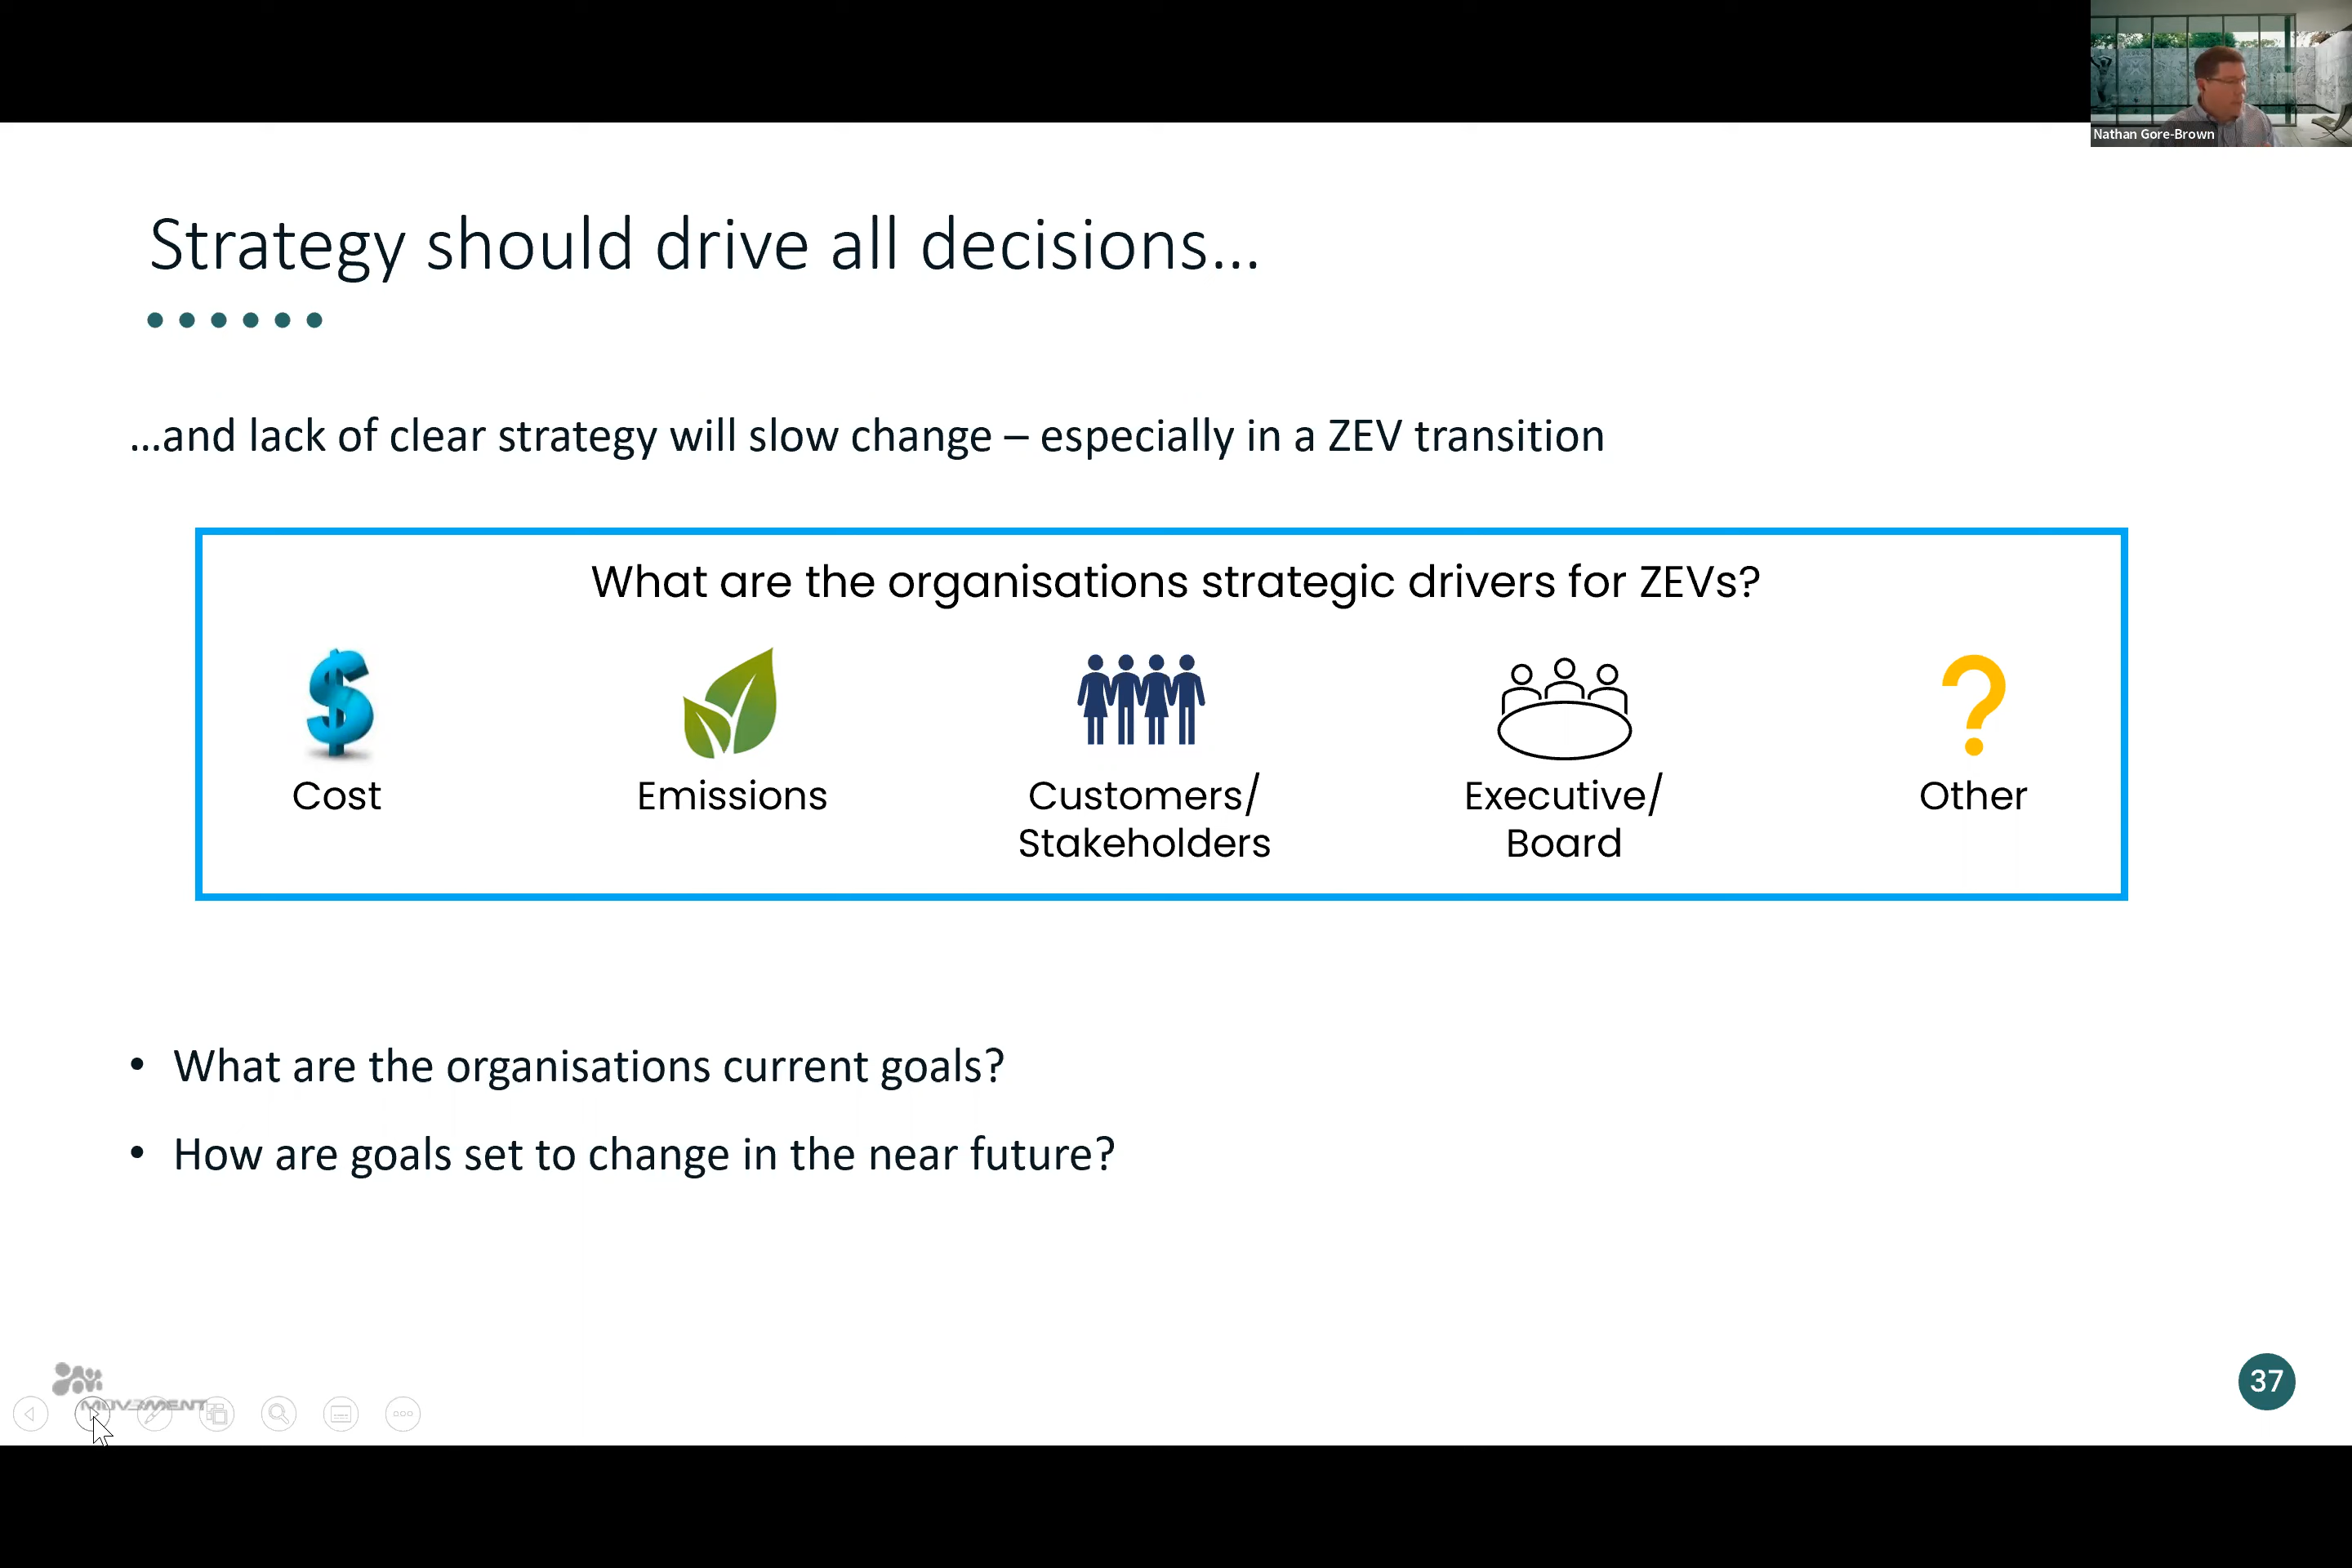 Nathan Gore-Brown
Strategy should drive all decisions...
...and lack of clear strategy will slow change – especially in a ZEV transition
What are the organisations strategic drivers for ZEVs?
Cost
Emissions
Customers/
Stakeholders
Executive/
Board
Other
• What are the organisations current goals?
• How are goals set to change in the near future?
MOV3MENT
37